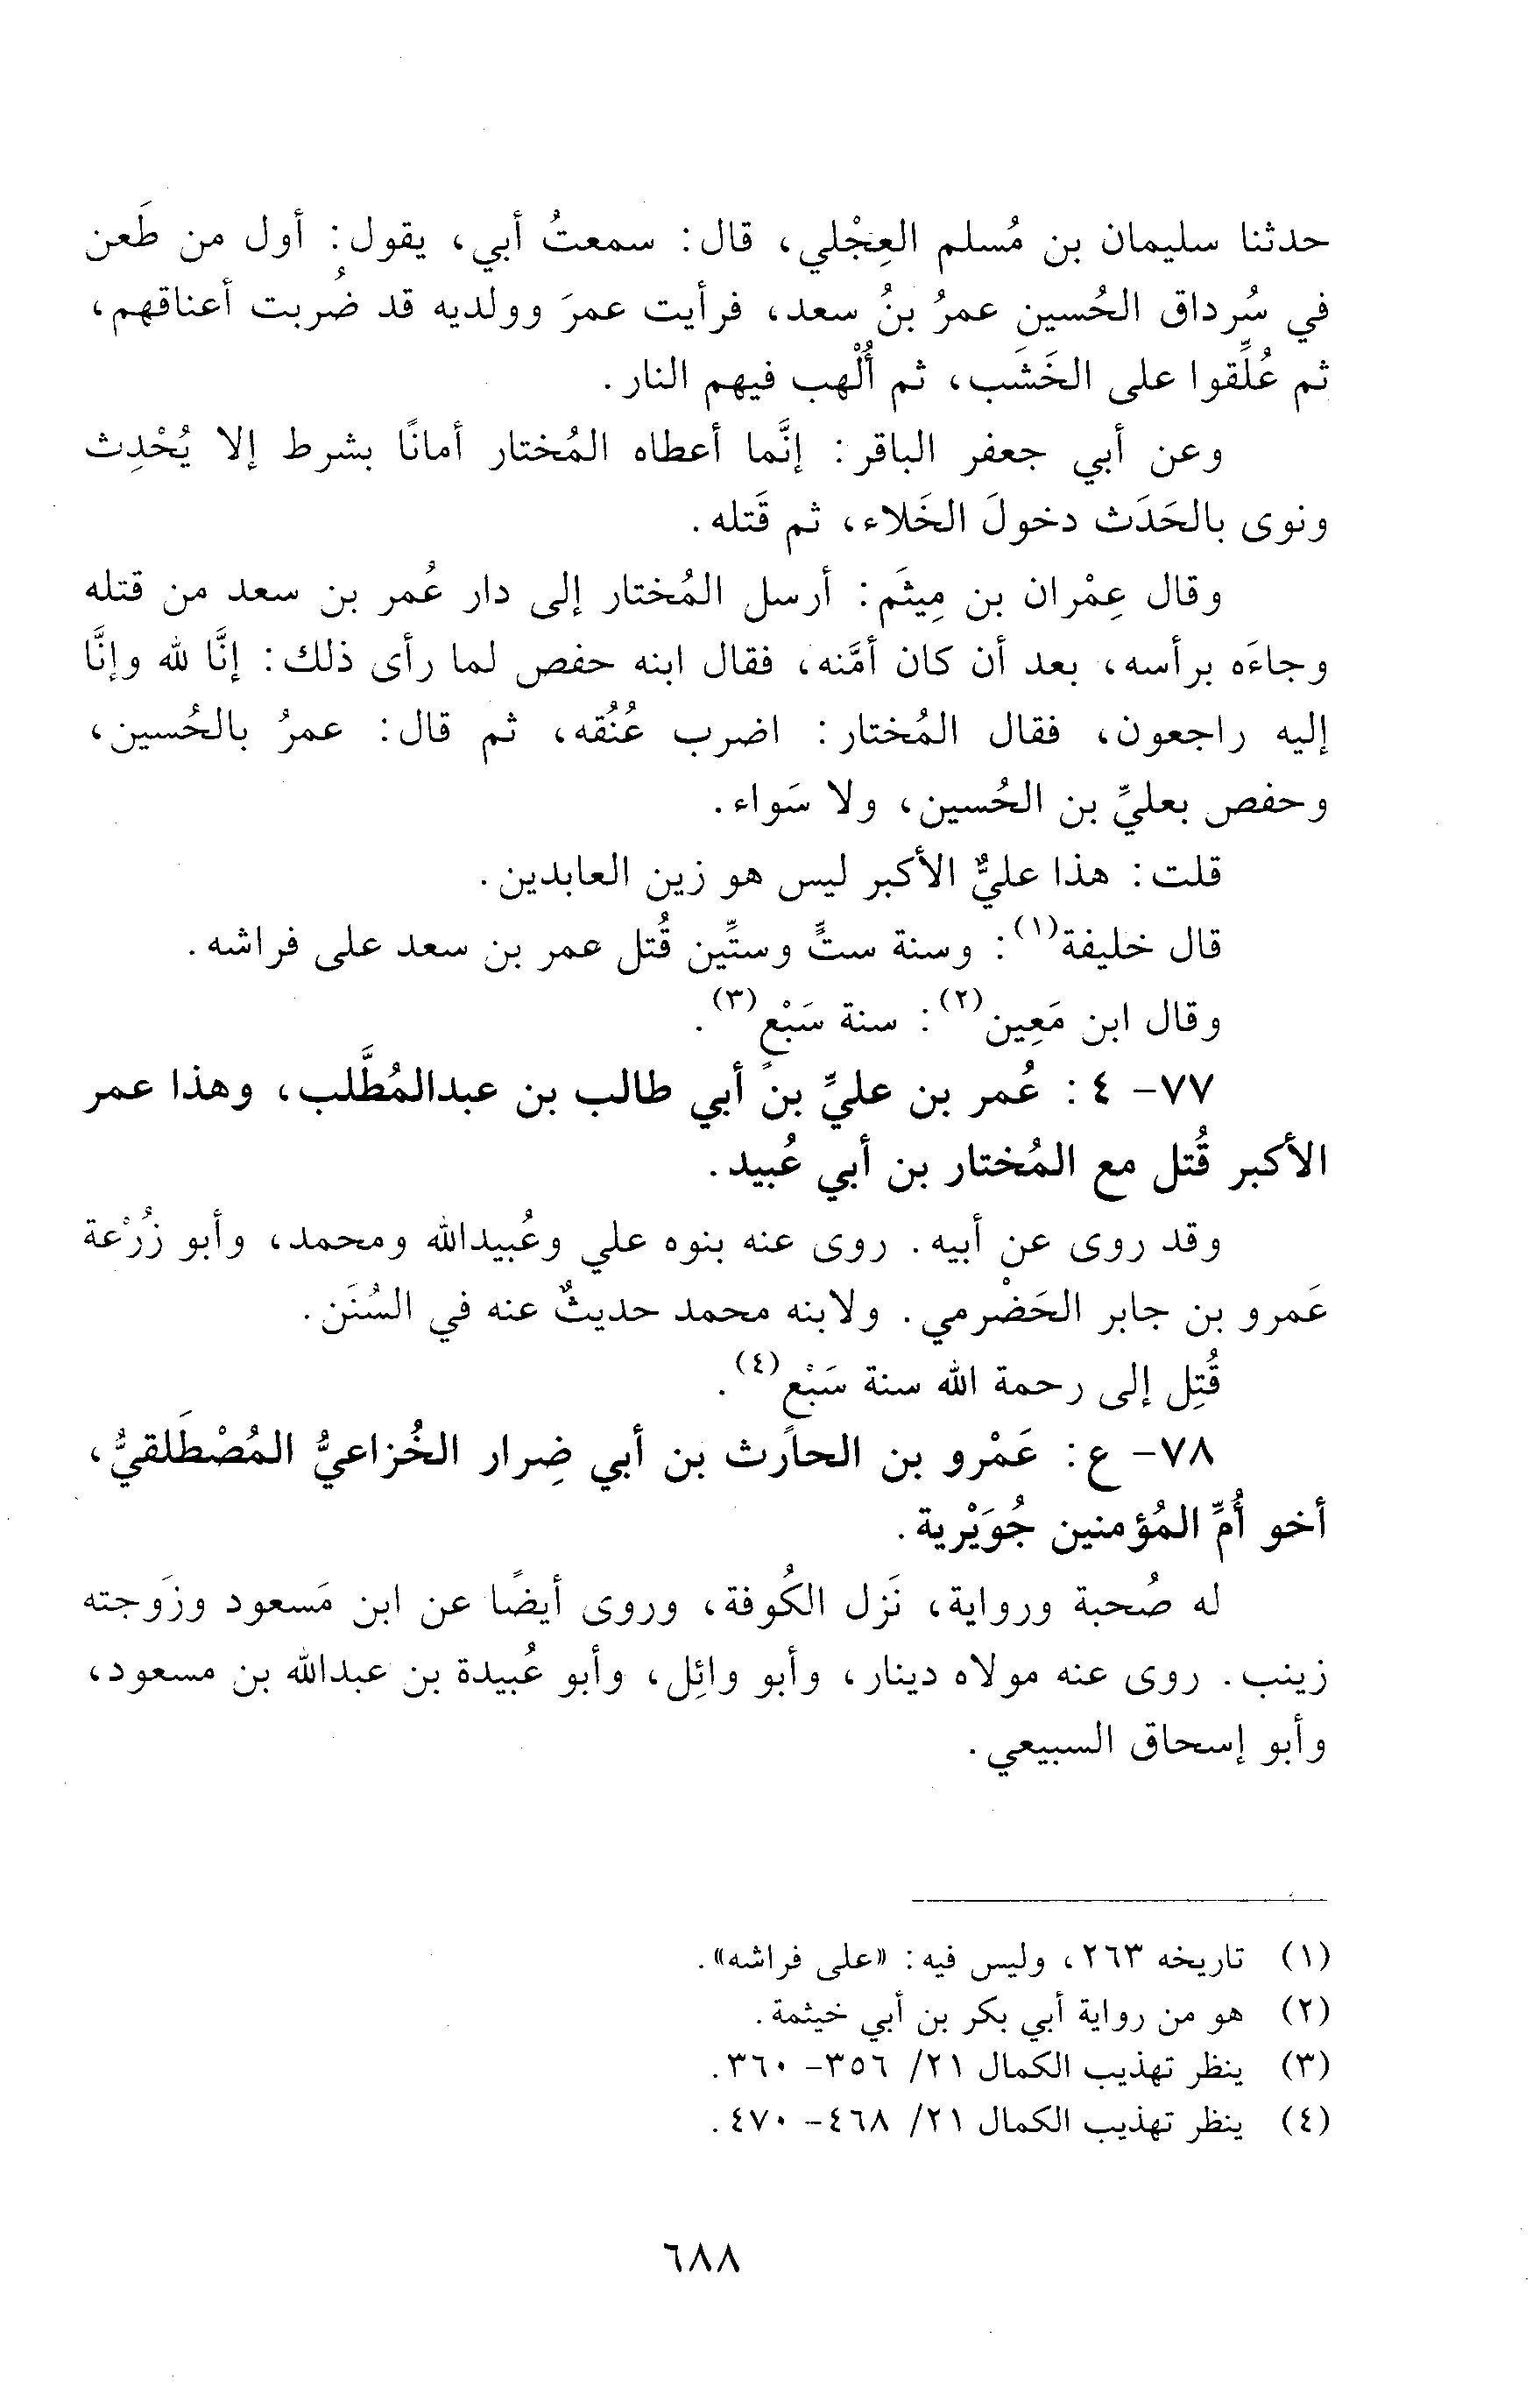 حدثنا سليمان بن مُسلم العِجْلي، قال: سمعتُ أبي، يقول: أول من طَعن
في سُرداق الحُسين عمرُ بنُ سعد، فرأيت عمرَ وولديه قد ضُربت أعناقهم،
ثم عُلِّقوا على الخَشَب، ثم أُلْهب فيهم النار.
وعن أبي جعفر الباقر: إنَّما أعطاه المُختار أمانًا بشرط إلا يُحْدِث
ونوى بالحَدَث دخولَ الخَلاء، ثم قَتله.
وقال عِمْران بن مِيثَم: أرسل المُختار إلى دار عُمر بن سعد من قتله
وجاءَه برأسه، بعد أن كان أمَّنه، فقال ابنه حفص لما رأى ذلك: إنَّا لله وإنَّا
إليه راجعون، فقال المُختار: اضرب عُنُقه، ثم قال: عمرُ بالحُسين،
وحفص بعليِّ بن الحُسين، ولا سَواء.
قلت: هذا عليٌّ الأكبر ليس هو زين العابدين.
قال خليفة(١): وسنة ستٍّ وستِّين قُتل عمر بن سعد على فراشه.
وقال ابن مَعِين(٢): سنة سَبْعٍ(٣).
٧٧- ٤: عُمر بن عليِّ بن أبي طالب بن عبدالمُطَّلب، وهذا عمر
الأكبر قُتل مع المُختار بن أبي عُبيد.
وقد روى عن أبيه. روى عنه بنوه علي وعُبيدالله ومحمد، وأبو زُرْعة
عَمرو بن جابر الحَضْرمي. ولابنه محمد حديثٌ عنه في السُنَن.
قُتِل إلى رحمة الله سنة سَبْع(٤).
٧٨- ع: عَمْرو بن الحارث بن أبي ضِرار الخُزاعيُّ المُصْطَلقيُّ،
أخو أُمِّ المُؤمنين جُوَيْرية.
له صُحبة ورواية، نَزل الكُوفة، وروى أيضًا عن ابن مَسعود وزَوجته
زينب. روى عنه مولاه دينار، وأبو وائِل، وأبو عُبيدة بن عبدالله بن مسعود،
وأبو إسحاق السبيعي.
(١) تاريخه ٢٦٣، وليس فيه: «على فراشه».
(٢) هو من رواية أبي بكر بن أبي خيثمة.
(٣) ينظر تهذيب الكمال ٢١/ ٣٥٦- ٣٦٠.
(٤) ينظر تهذيب الكمال ٢١/ ٤٦٨- ٤٧٠.
٦٨٨